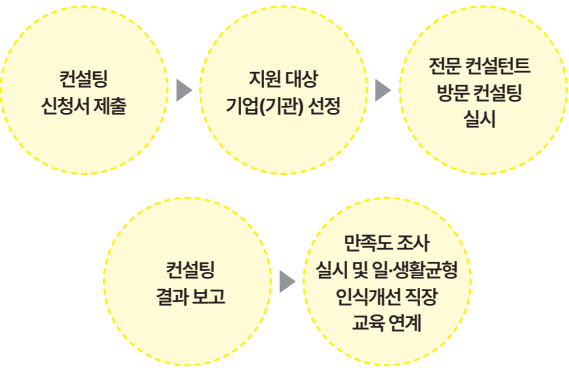 컨설팅
신청서 제출
지원 대상
기업(기관) 선정
전문 컨설턴트
방문 컨설팅
실시
컨설팅
결과 보고
만족도 조사
실시 및 일·생활균형
인식개선 직장
교육 연계